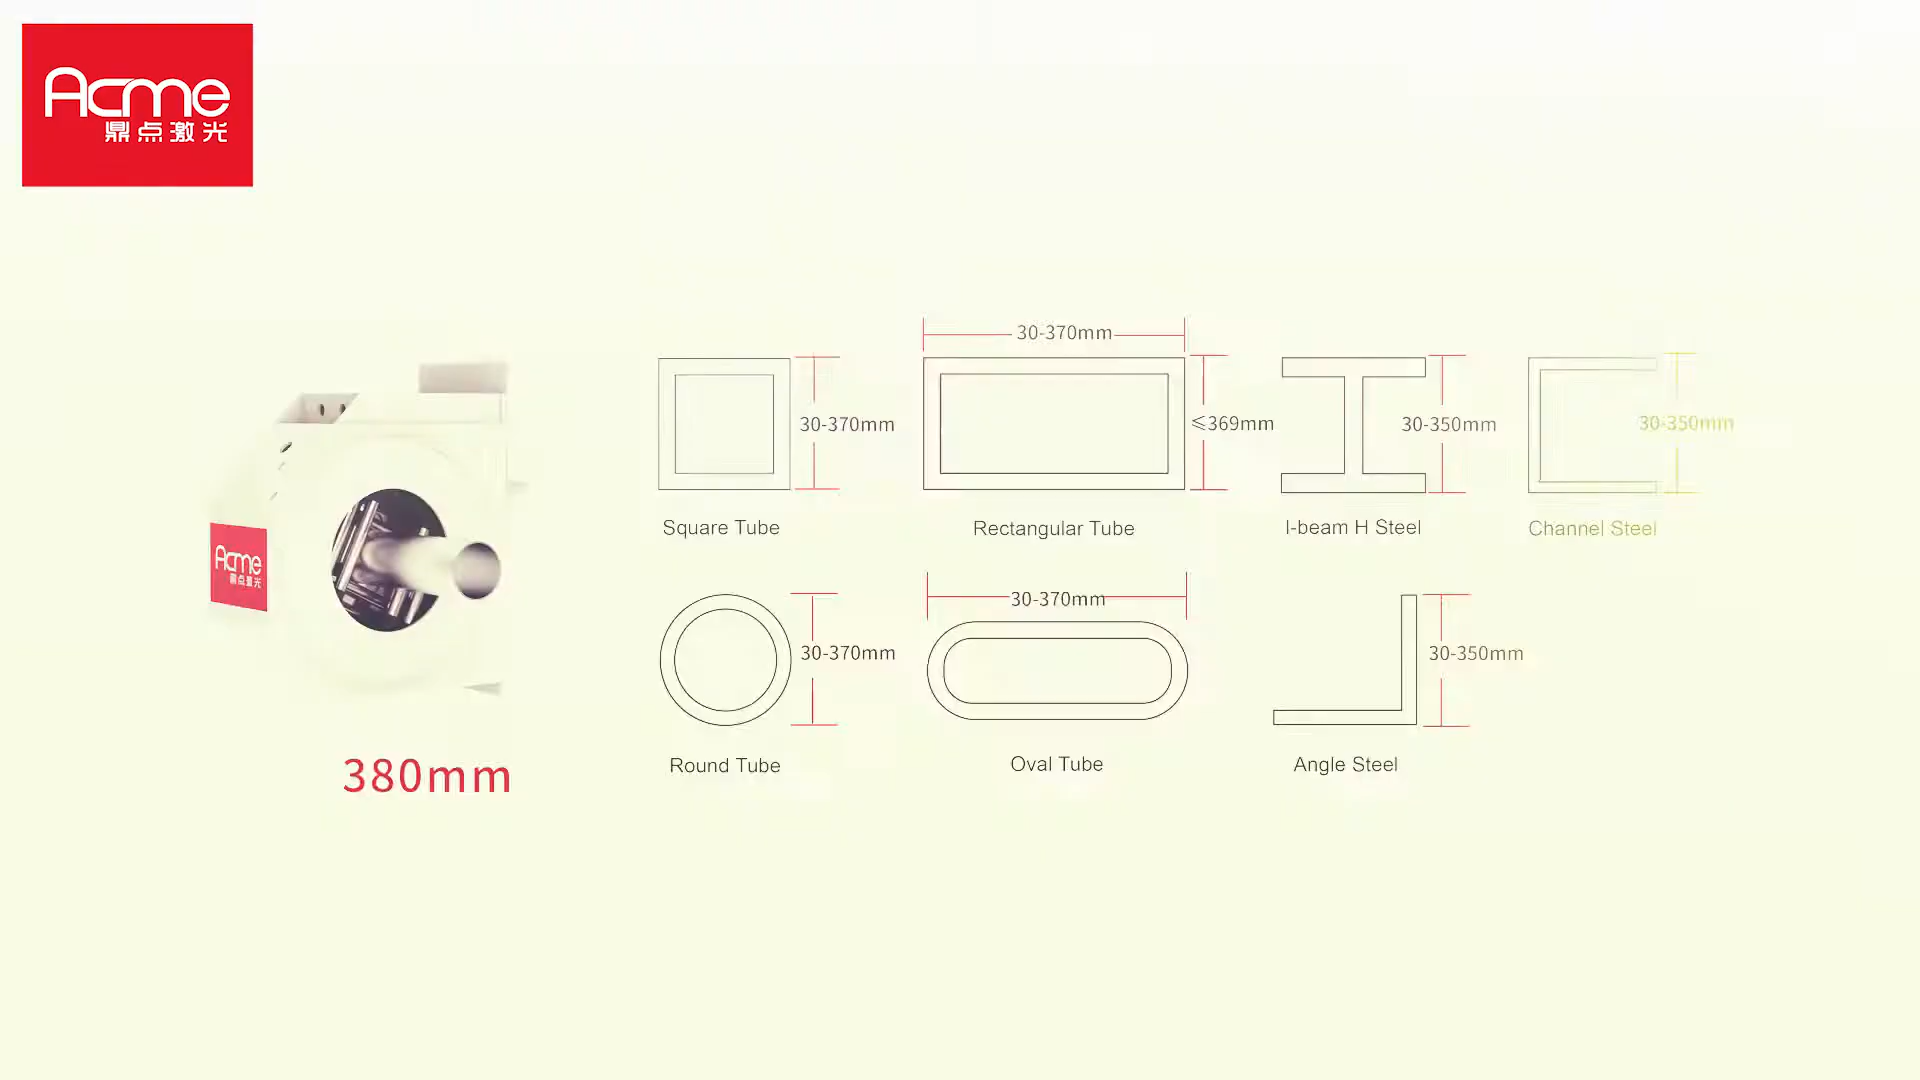 Acme
鼎点激光
30-370mm
30-370mm
≤369mm
30-350mm
30-350mm
Square Tube
Rectangular Tube
I-beam H Steel
Channel Steel
Acme
鼎点激光
30-370mm
30-370mm
30-350mm
380mm
Round Tube
Oval Tube
Angle Steel